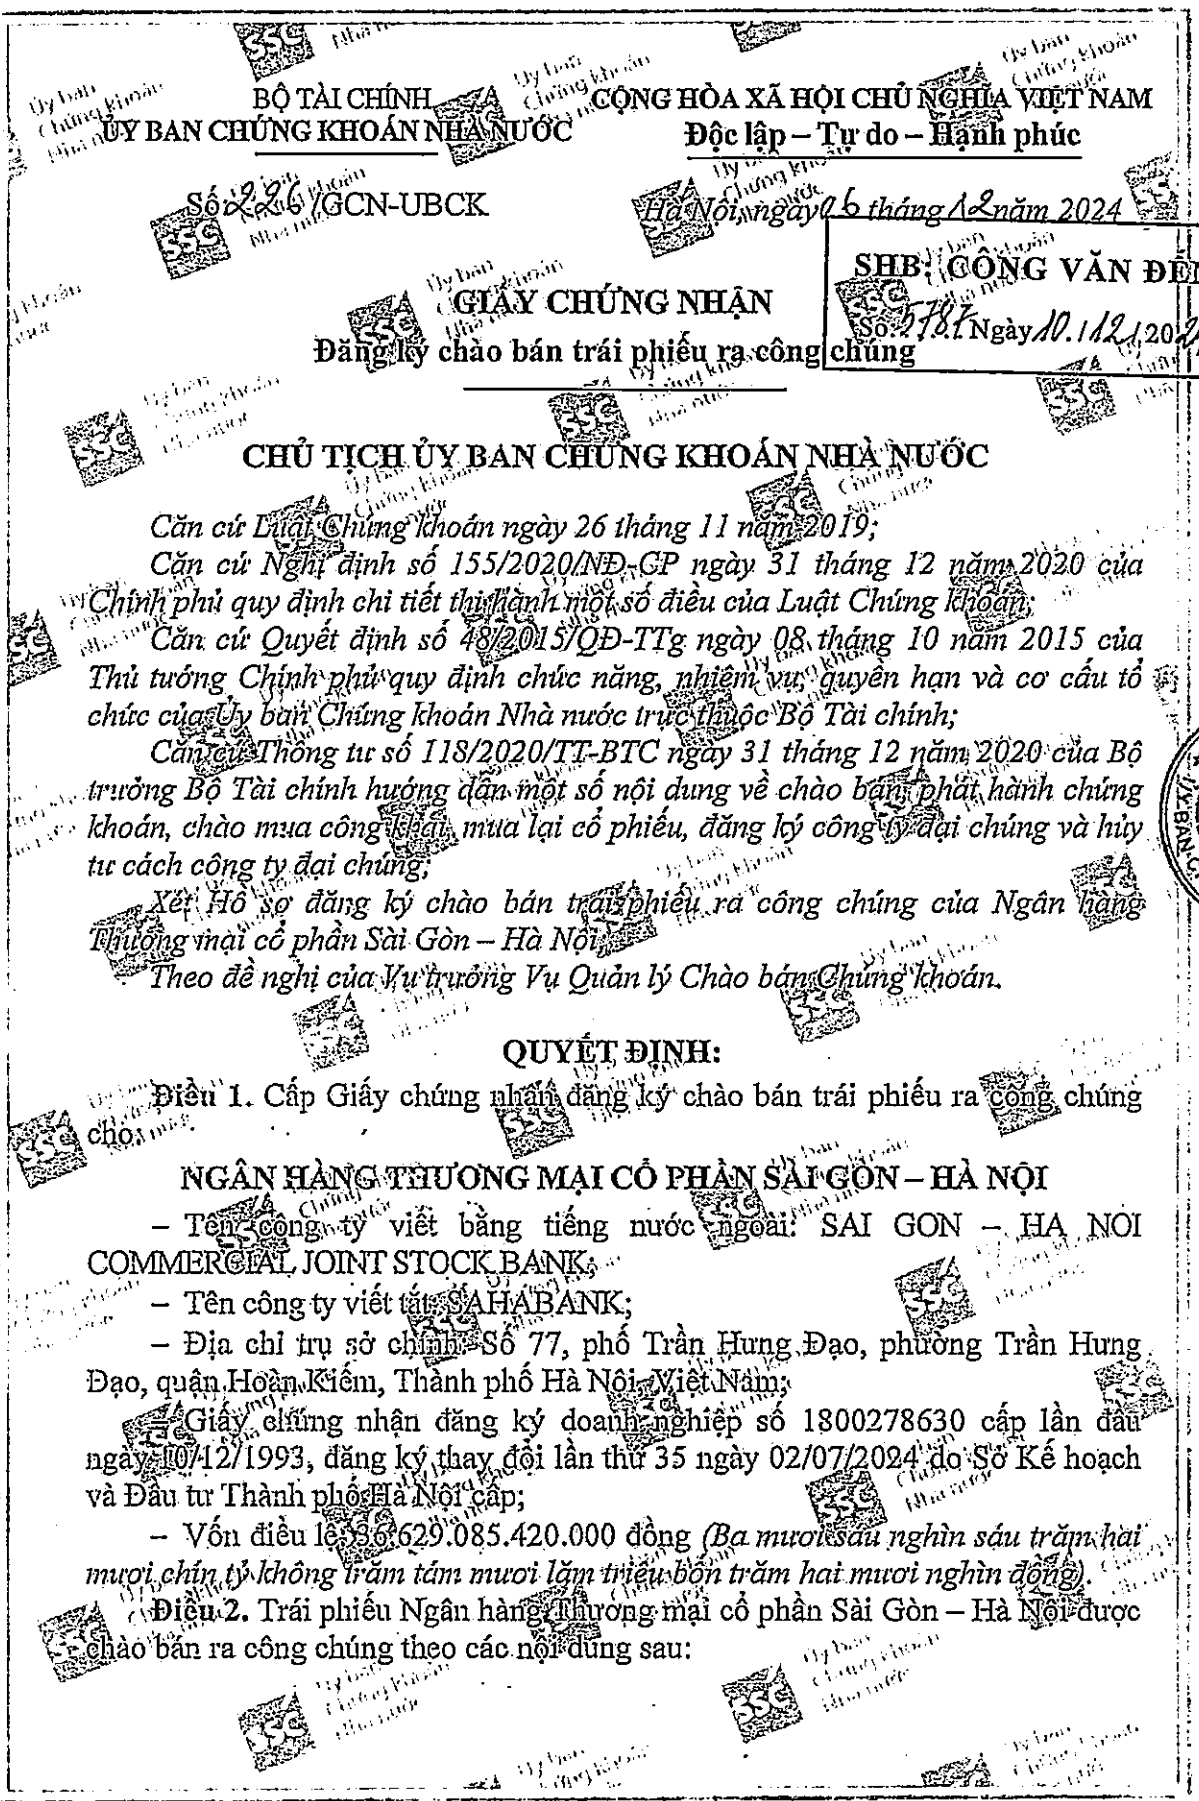 BỘ TÀI CHÍNH
ỦY BAN CHỨNG KHOÁN NHÀ NƯỚC
CỘNG HÒA XÃ HỘI CHỦ NGHĨA VIỆT NAM
Độc lập – Tự do – Hạnh phúc
Số: 226/GCN-UBCK
Hà Nội, ngày 06 tháng 12 năm 2024
SHB: CÔNG VĂN ĐẾN
Số: 5787 Ngày 10/12/202
GIẤY CHỨNG NHẬN
Đăng ký chào bán trái phiếu ra công chúng
CHỦ TỊCH ỦY BAN CHỨNG KHOÁN NHÀ NƯỚC
Căn cứ Luật Chứng khoán ngày 26 tháng 11 năm 2019;
Căn cứ Nghị định số 155/2020/NĐ-CP ngày 31 tháng 12 năm 2020 của
Chính phủ quy định chi tiết thi hành một số điều của Luật Chứng khoán;
Căn cứ Quyết định số 48/2015/QĐ-TTg ngày 08 tháng 10 năm 2015 của
Thủ tướng Chính phủ quy định chức năng, nhiệm vụ, quyền hạn và cơ cấu tổ
chức của Ủy ban Chứng khoán Nhà nước trực thuộc Bộ Tài chính;
Căn cứ Thông tư số 118/2020/TT-BTC ngày 31 tháng 12 năm 2020 của Bộ
trưởng Bộ Tài chính hướng dẫn một số nội dung về chào bán, phát hành chứng
khoán, chào mua công khai, mua lại cổ phiếu, đăng ký công ty đại chúng và hủy
tư cách công ty đại chúng;
Xét Hồ sơ đăng ký chào bán trái phiếu ra công chúng của Ngân hàng
Thương mại cổ phần Sài Gòn – Hà Nội;
Theo đề nghị của Vụ trưởng Vụ Quản lý Chào bán Chứng khoán.
QUYẾT ĐỊNH:
Điều 1. Cấp Giấy chứng nhận đăng ký chào bán trái phiếu ra công chúng
cho:
NGÂN HÀNG THƯƠNG MẠI CỔ PHẦN SÀI GÒN – HÀ NỘI
– Tên công ty viết bằng tiếng nước ngoài: SAI GON – HA NOI
COMMERCIAL JOINT STOCK BANK;
– Tên công ty viết tắt: SAHABANK;
– Địa chỉ trụ sở chính: Số 77, phố Trần Hưng Đạo, phường Trần Hưng
Đạo, quận Hoàn Kiếm, Thành phố Hà Nội, Việt Nam;
– Giấy chứng nhận đăng ký doanh nghiệp số 1800278630 cấp lần đầu
ngày 10/12/1993, đăng ký thay đổi lần thứ 35 ngày 02/07/2024 do Sở Kế hoạch
và Đầu tư Thành phố Hà Nội cấp;
– Vốn điều lệ: 36.629.085.420.000 đồng (Ba mươi sáu nghìn sáu trăm hai
mươi chín tỷ không trăm tám mươi lăm triệu bốn trăm hai mươi nghìn đồng).
Điều 2. Trái phiếu Ngân hàng Thương mại cổ phần Sài Gòn – Hà Nội được
chào bán ra công chúng theo các nội dung sau: